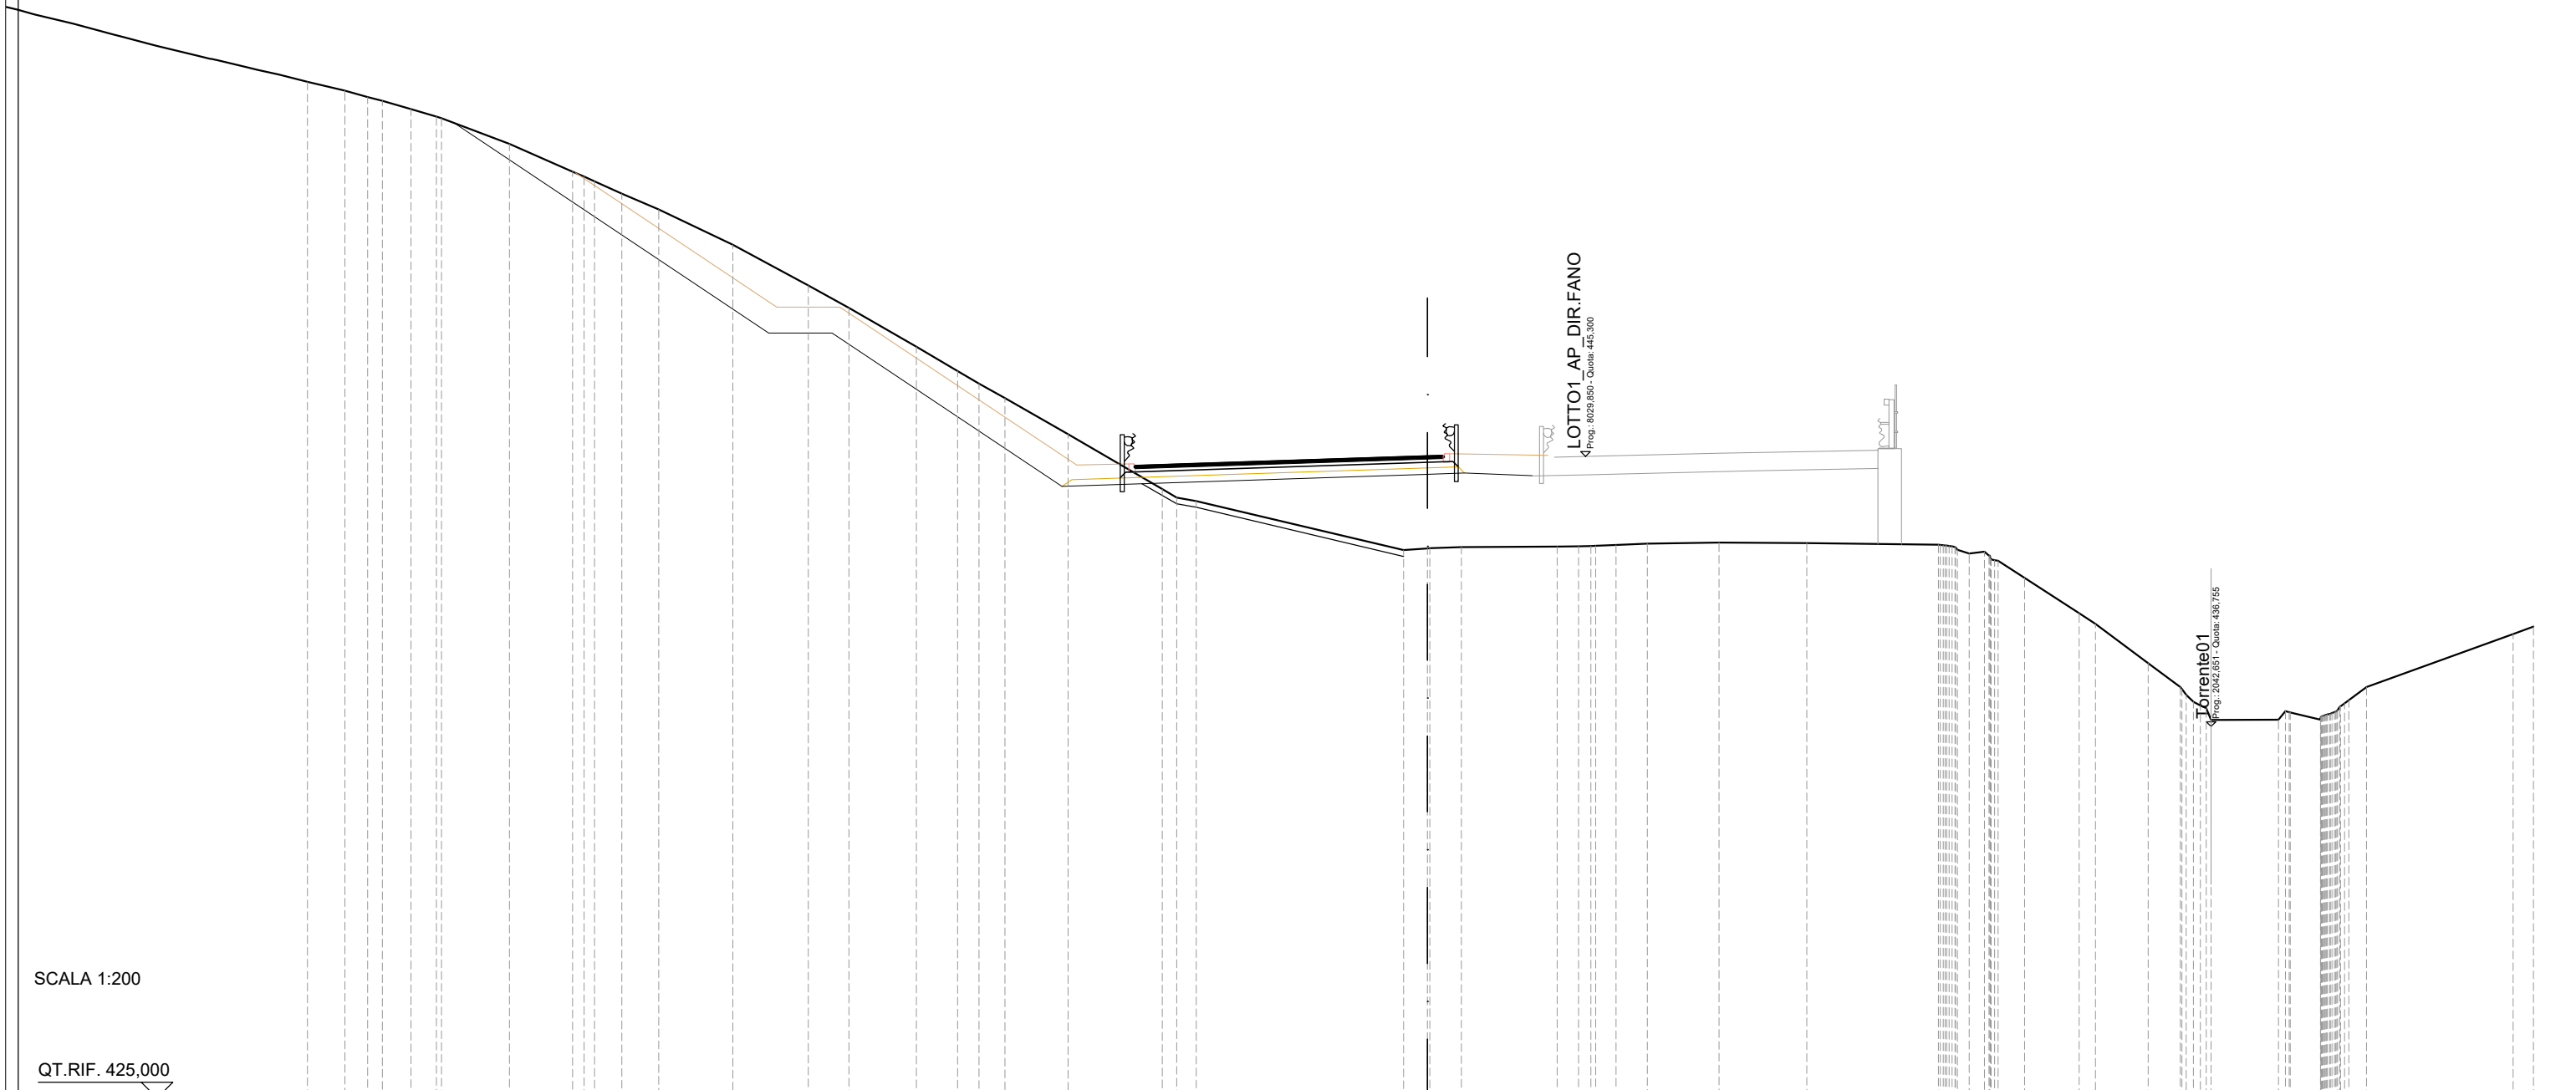 LOTTO1_AP_DIR.FANO
Prog.: 8029,850 - Quota: 445,300
Torrente01
Prog.: 2042,651 - Quota: 436,755
SCALA 1:200
QT.RIF. 425,000